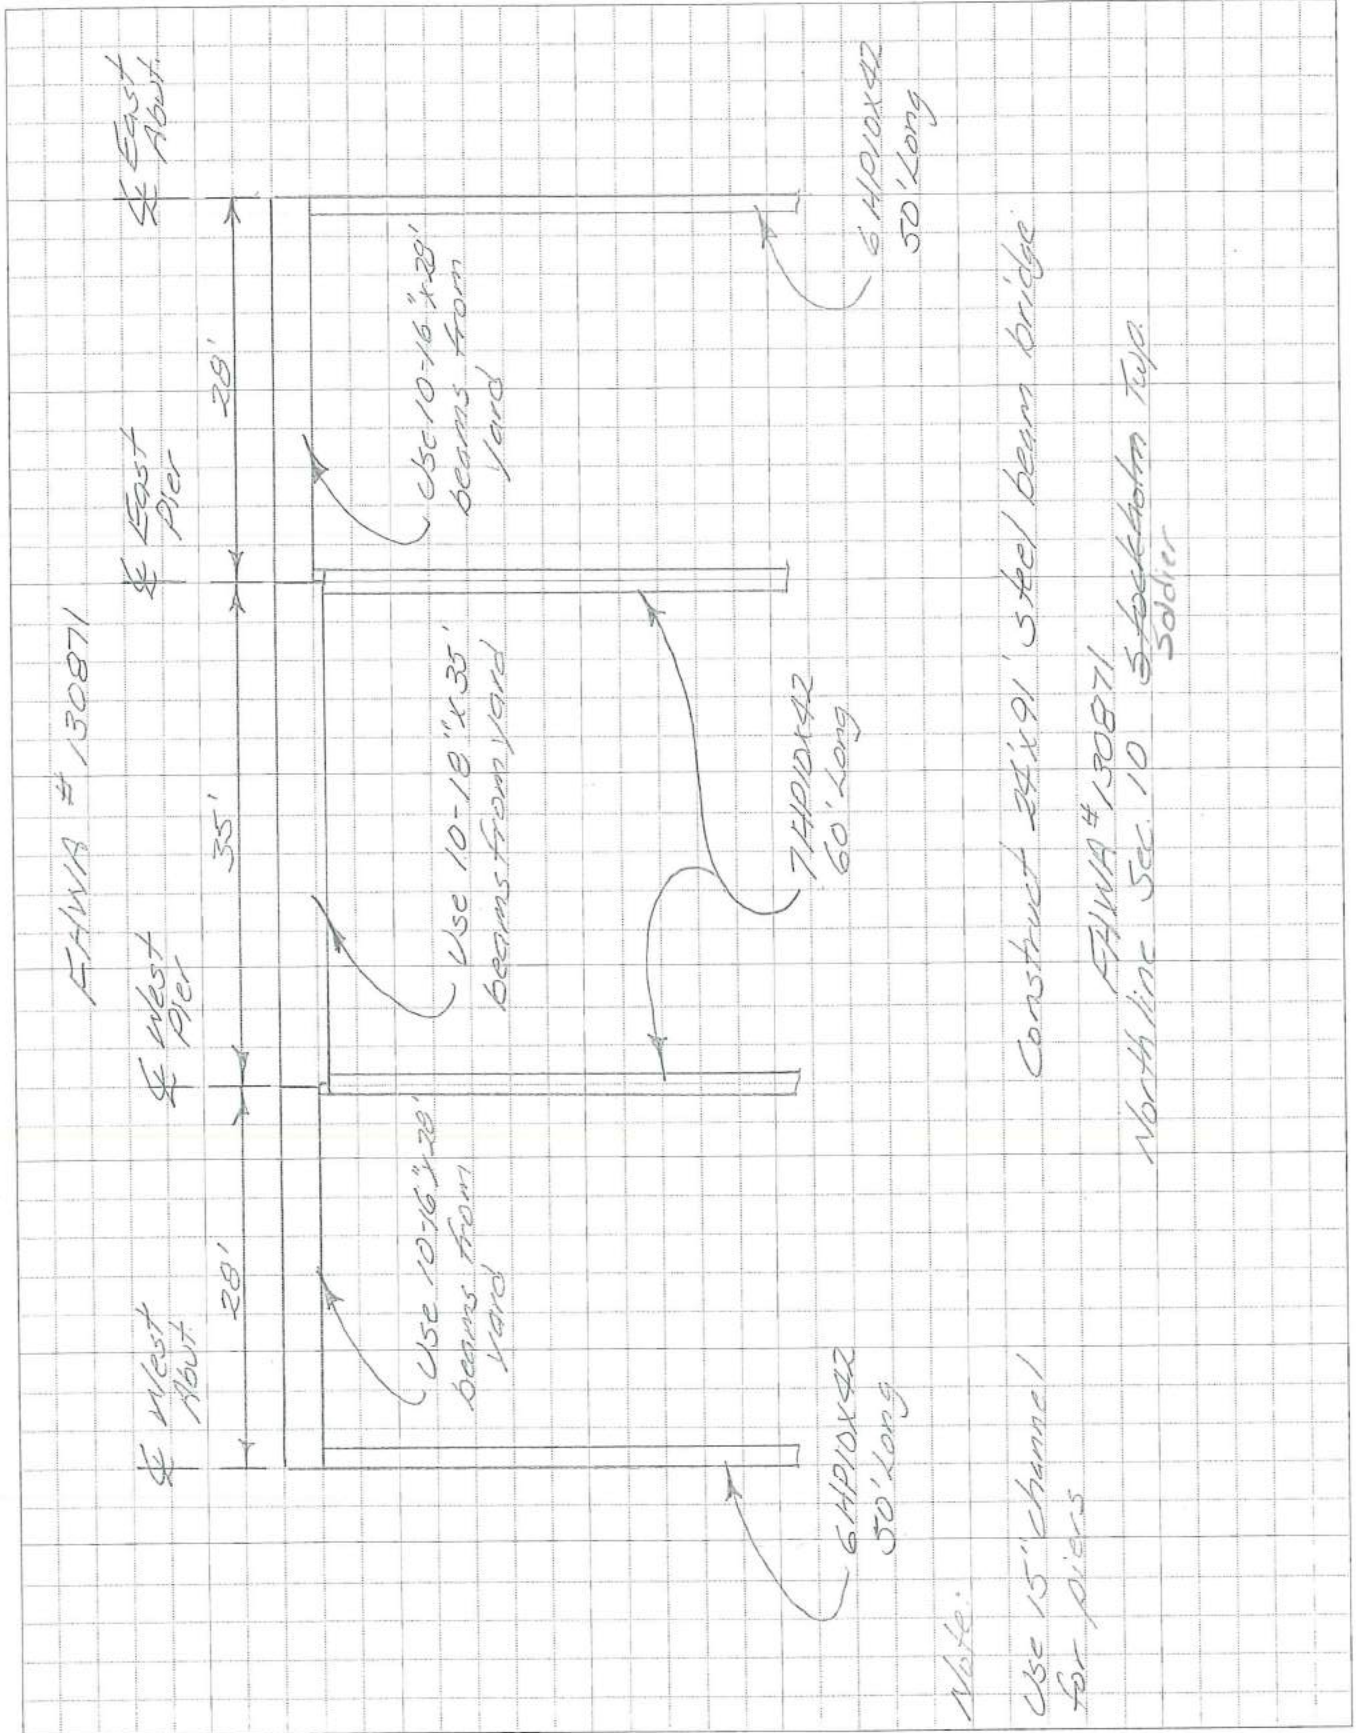 FHWA # 130871
℄ West
Abut.
℄ West
Pier
℄ East
Pier
℄ East
Abut.
28'
35'
28'
Use 10-16"x28'
beams from
yard
Use 10-18"x35'
beams from yard
Use 10-16"x28'
beams from
yard
6 HP10x42
50' Long
7 HP10x42
60' Long
6 HP10x42
50' Long
Note:
Use 15" channel
for piers
Construct 24'x91' steel beam bridge
FHWA # 130871
North line Sec. 10 Stockholm Twp.
Soldier